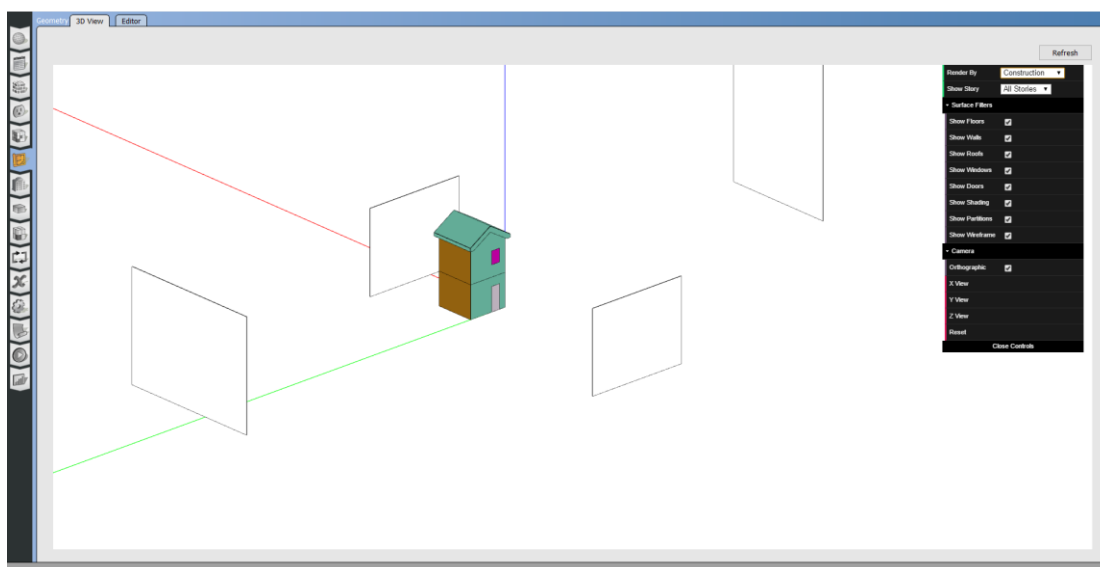 Geometry 3D View Editor
Refresh
Render By Construction
Show Story All Stories
Surface Filters
Show Floors
Show Walls
Show Roofs
Show Windows
Show Doors
Show Shading
Show Partitions
Show Wireframe
Camera
Orthographic
X View
Y View
Z View
Reset
Close Controls